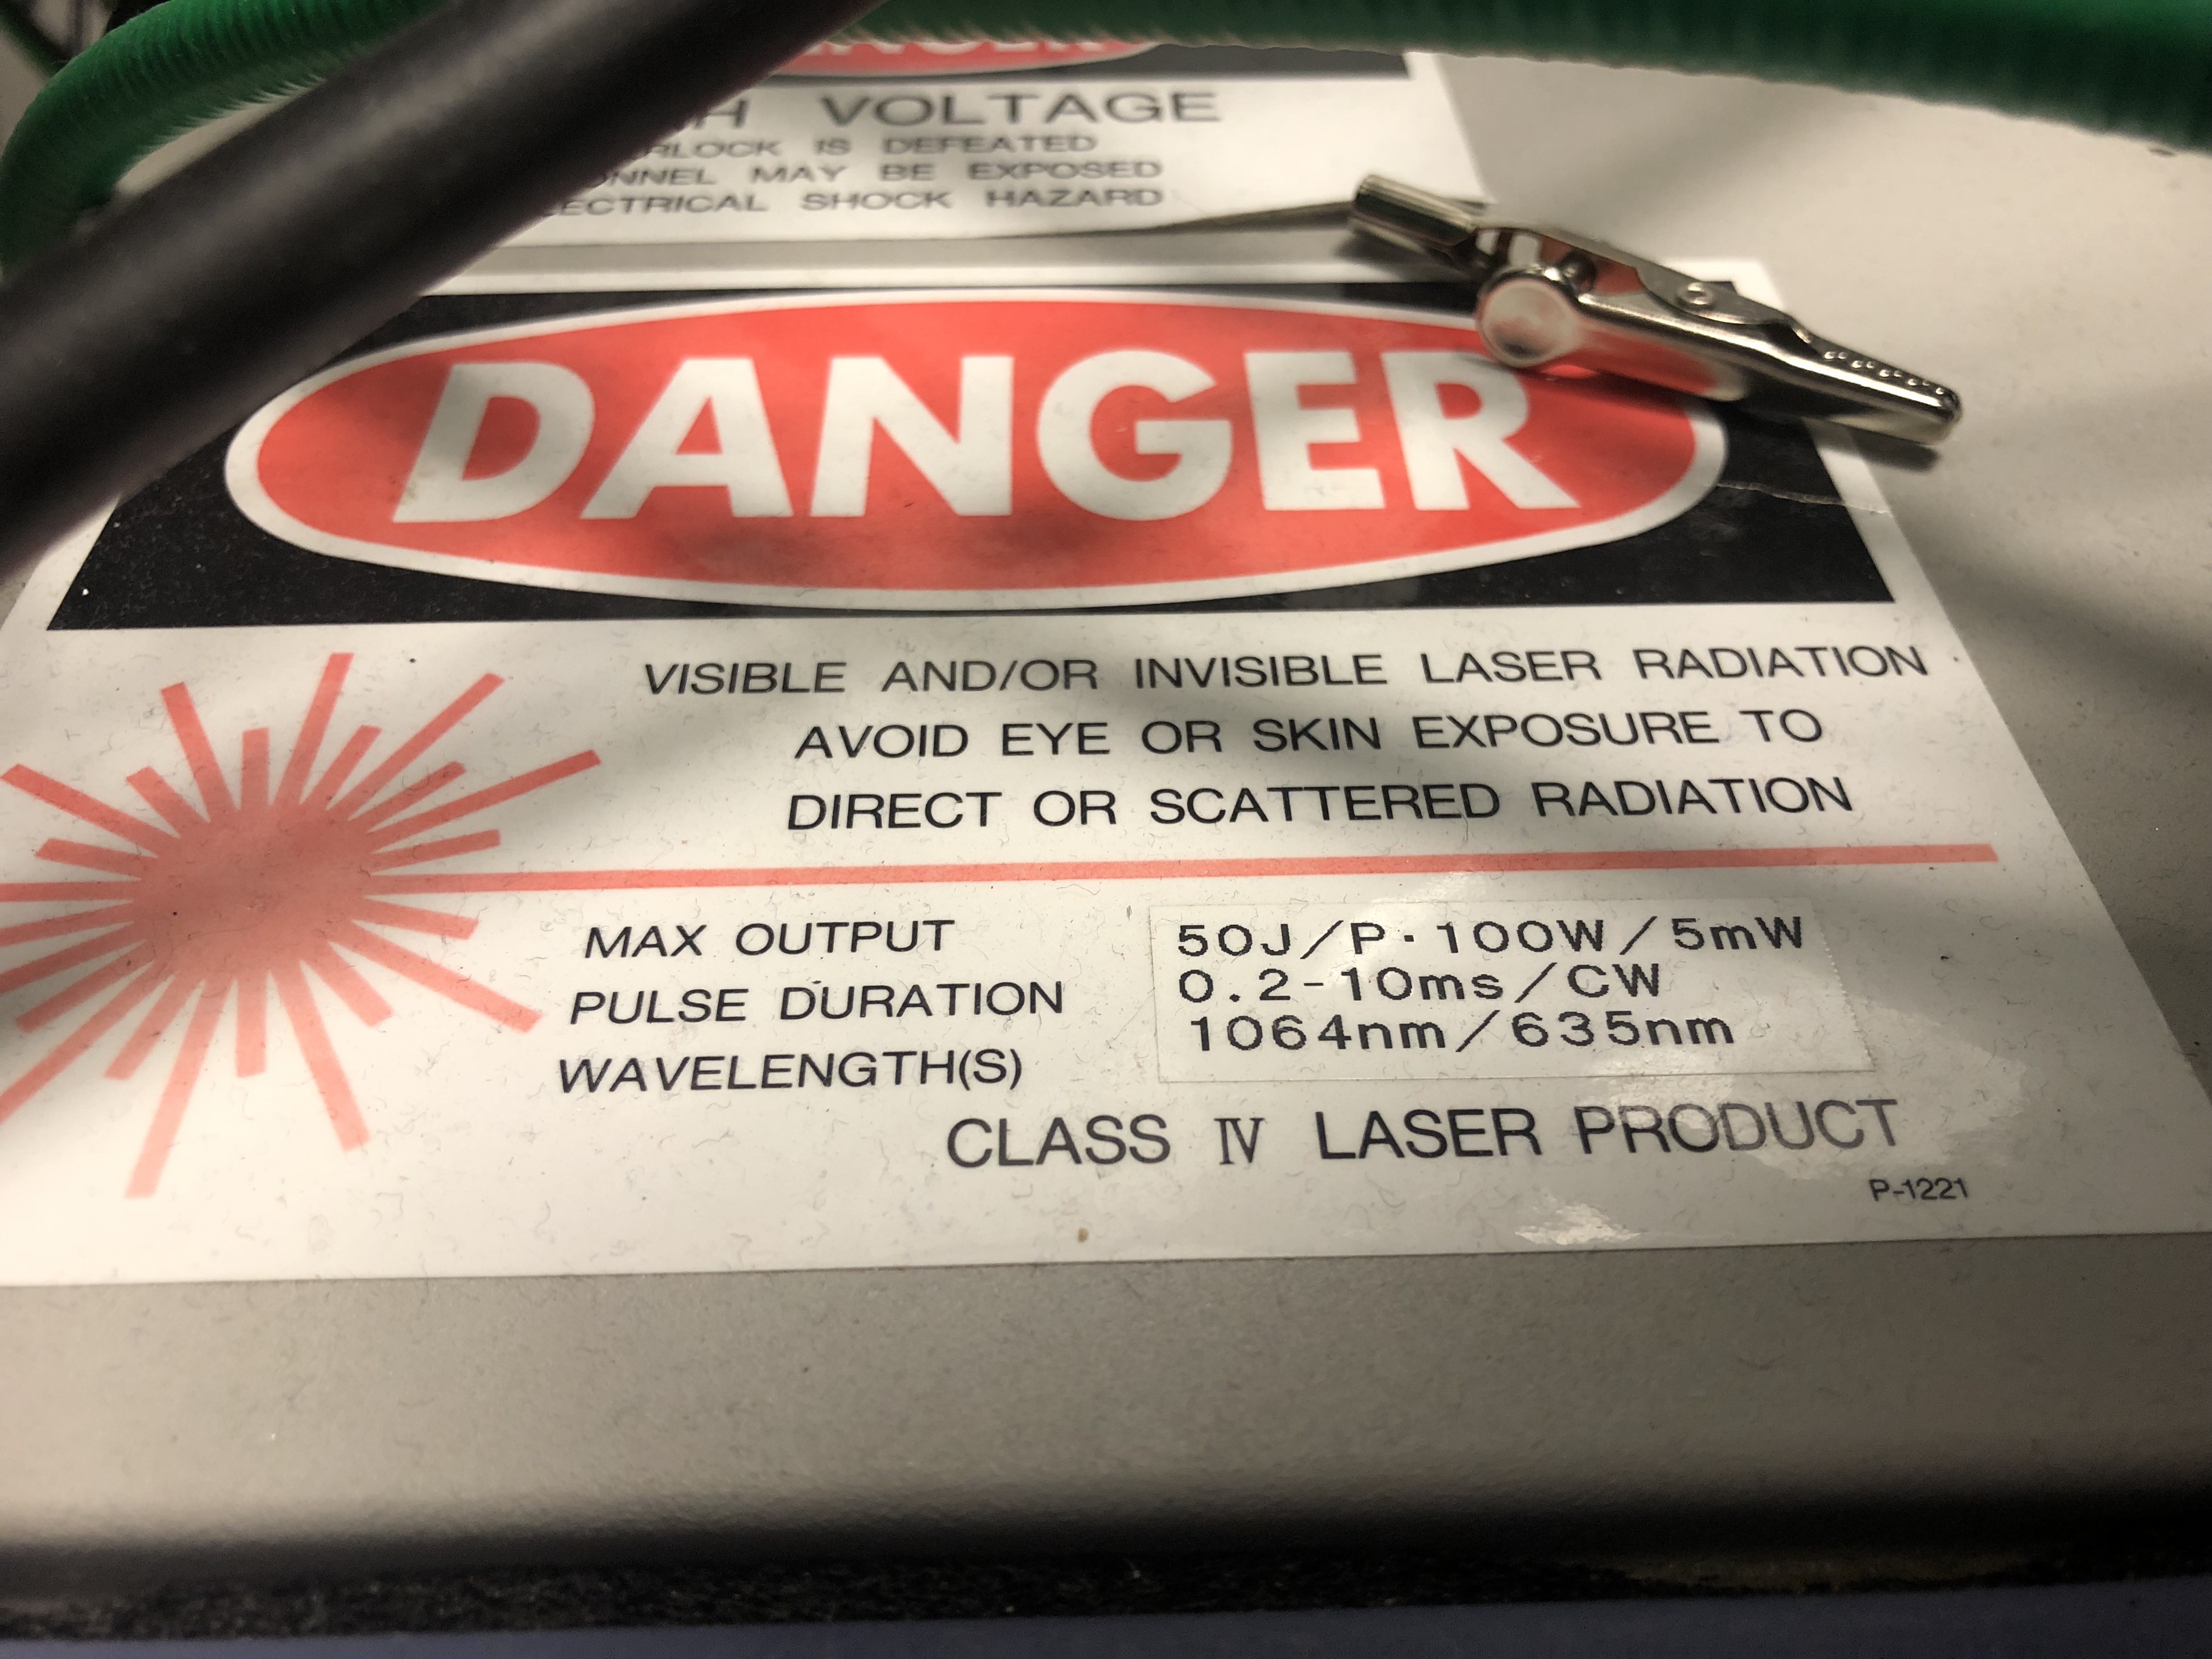 VOLTAGE
IS DEFEATED
MAY BE EXPOSED
SHOCK HAZARD
DANGER
VISIBLE AND/OR INVISIBLE LASER RADIATION
AVOID EYE OR SKIN EXPOSURE TO
DIRECT OR SCATTERED RADIATION
MAX OUTPUT 50J/P·100W/5mW
PULSE DURATION 0.2-10ms/CW
WAVELENGTH(S) 1064nm/635nm
CLASS IV LASER PRODUCT
P-1221